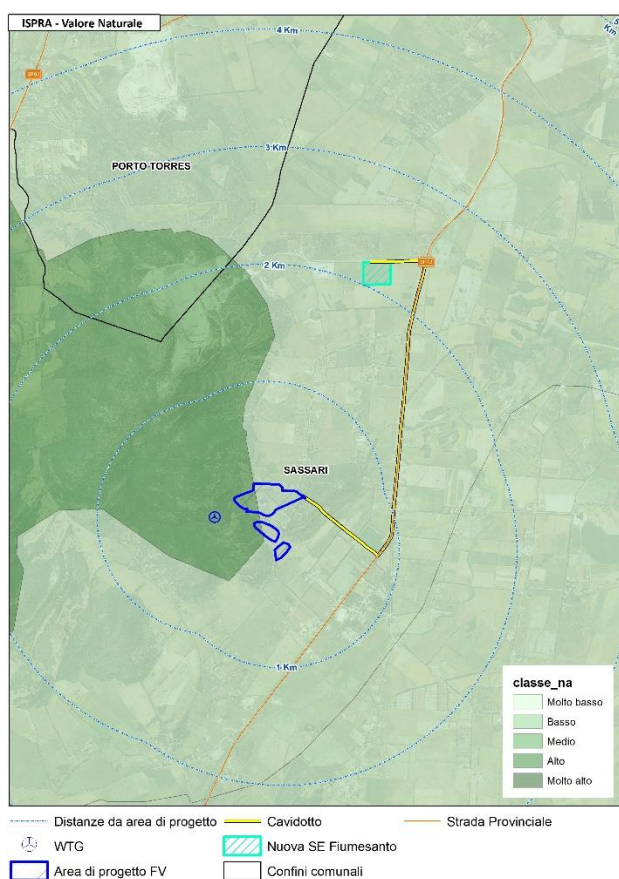 ISPRA - Valore Naturale
4 Km
5 Km
3 Km
PORTO TORRES
2 Km
SASSARI
1 Km
classe_na
Molto basso
Basso
Medio
Alto
Molto alto
Distanze da area di progetto
Cavidotto
Strada Provinciale
WTG
Nuova SE Fiumesanto
Area di progetto FV
Confini comunali